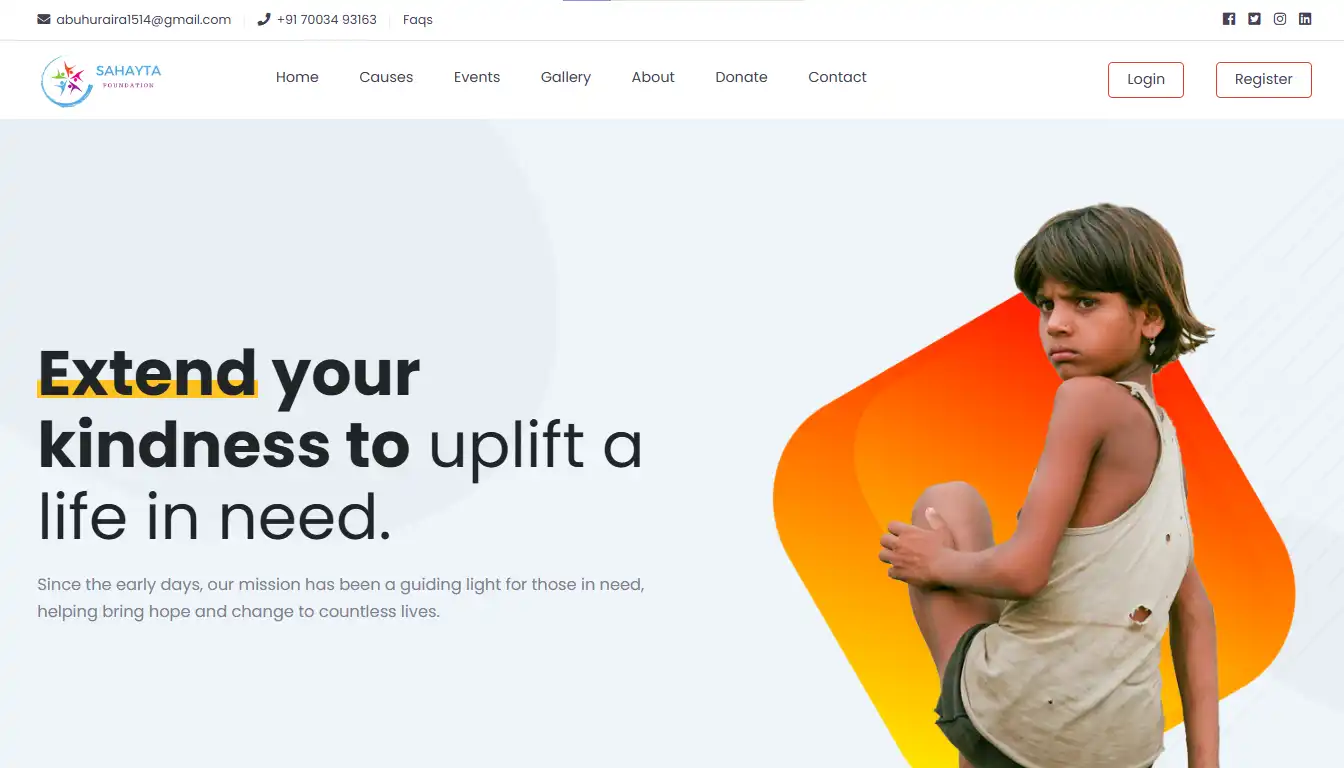 abuhuraira1514@gmail.com +91 70034 93163 Faqs
SAHAYTA
FOUNDATION
Home Causes Events Gallery About Donate Contact Login Register
Extend your
kindness to uplift a
life in need.
Since the early days, our mission has been a guiding light for those in need,
helping bring hope and change to countless lives.